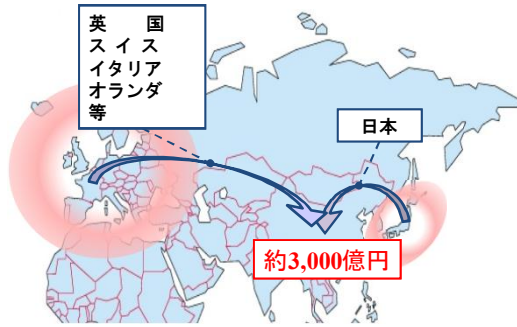 英　　国
ス イ ス
イタリア
オランダ
等
日本
約3,000億円